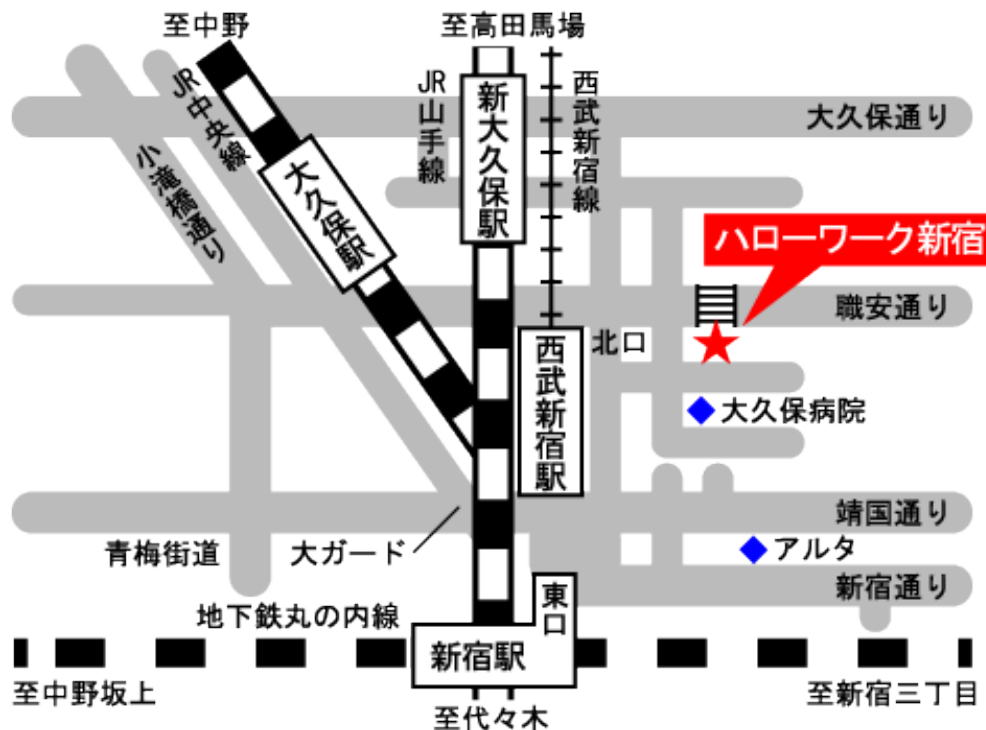 至中野
至高田馬場
JR中央線
JR山手線
新大久保駅
西武新宿線
大久保通り
小滝橋通り
大久保駅
ハローワーク新宿
職安通り
北口
西武新宿駅
大久保病院
靖国通り
青梅街道
大ガード
アルタ
新宿通り
東口
地下鉄丸の内線
新宿駅
至中野坂上
至新宿三丁目
至代々木